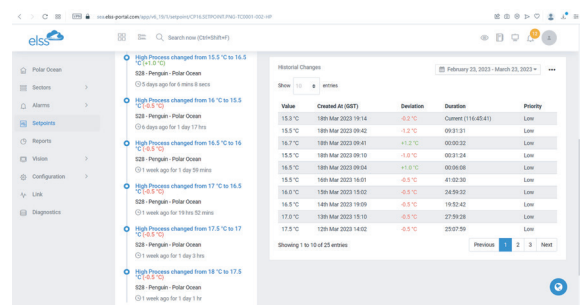 elss-portal.com
elss
Search now (Ctrl+Shift+F)
Polar Ocean
Sectors
Alarms
Setpoints
Reports
Vision
Configuration
Link
Diagnostics
High Process changed from 15.5 °C to 16.5
°C (+1.0 °C)
S28 - Penguin - Polar Ocean
5 days ago for 6 mins 8 secs
High Process changed from 16 °C to 15.5
°C (-0.5 °C)
S28 - Penguin - Polar Ocean
6 days ago for 1 day 17 hrs
High Process changed from 16.5 °C to 16
°C (-0.5 °C)
S28 - Penguin - Polar Ocean
1 week ago for 1 day 59 mins
High Process changed from 17 °C to 16.5
°C (-0.5 °C)
S28 - Penguin - Polar Ocean
1 week ago for 19 hrs 52 mins
High Process changed from 17.5 °C to 17
°C (-0.5 °C)
S28 - Penguin - Polar Ocean
1 week ago for 1 day 3 hrs
High Process changed from 18 °C to 17.5
°C (-0.5 °C)
S28 - Penguin - Polar Ocean
1 week ago for 1 day 1 hr
Historical Changes
February 23, 2023 - March 23, 2023
Show 10 entries
Value Created At (GST) Deviation Duration Priority
15.3 °C 18th Mar 2023 19:14 -0.2 °C Current (116:45:41) Low
15.5 °C 18th Mar 2023 09:42 -1.2 °C 09:31:31 Low
16.7 °C 18th Mar 2023 09:41 +1.2 °C 00:00:32 Low
15.5 °C 18th Mar 2023 09:10 -1.0 °C 00:31:24 Low
16.5 °C 18th Mar 2023 09:04 +1.0 °C 00:06:08 Low
15.5 °C 16th Mar 2023 16:01 -0.5 °C 41:02:30 Low
16.0 °C 15th Mar 2023 15:02 -0.5 °C 24:59:32 Low
16.5 °C 14th Mar 2023 19:09 -0.5 °C 19:52:42 Low
17.0 °C 13th Mar 2023 15:10 -0.5 °C 27:59:28 Low
17.5 °C 12th Mar 2023 14:02 -0.5 °C 25:07:59 Low
Showing 1 to 10 of 25 entries
Previous 1 2 3 Next